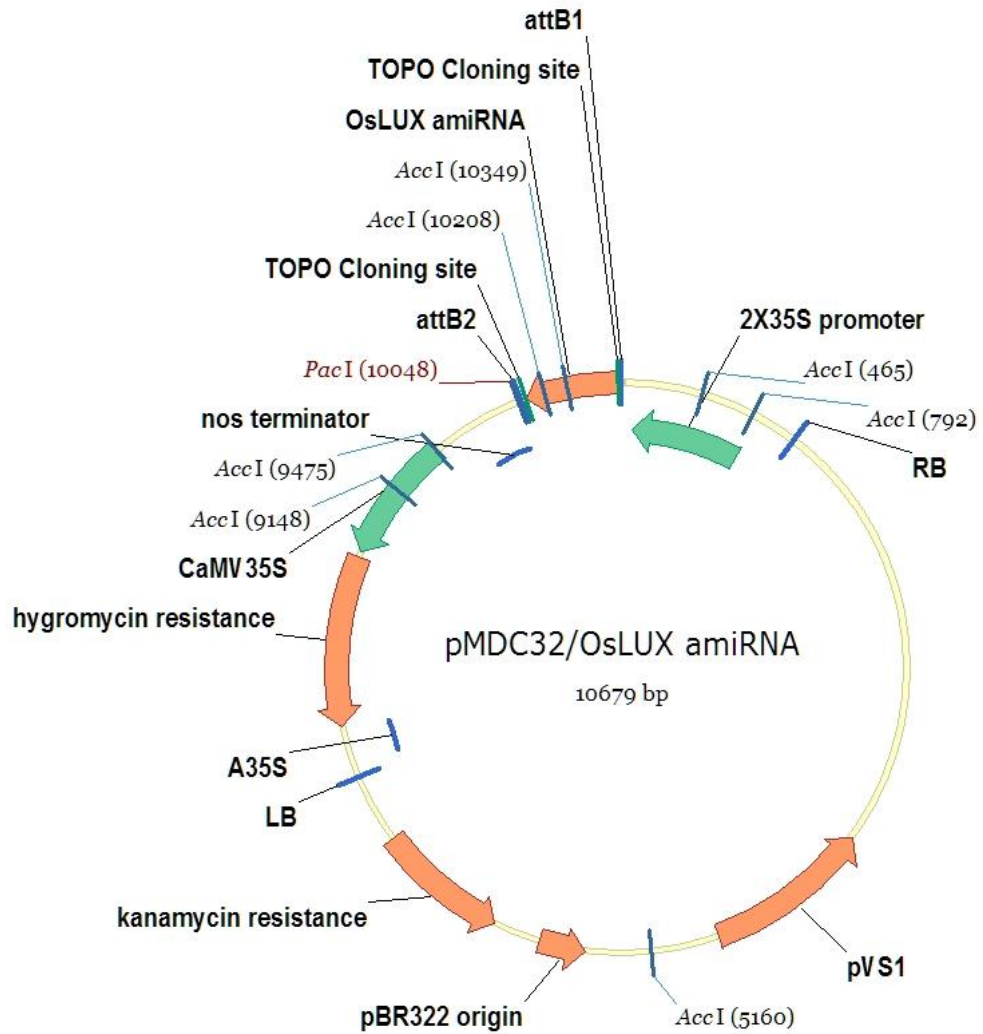 attB1
TOPO Cloning site
OsLUX amiRNA
AccI (10349)
AccI (10208)
TOPO Cloning site
attB2
2X35S promoter
PacI (10048)
AccI (465)
nos terminator
AccI (792)
AccI (9475)
RB
AccI (9148)
CaMV35S
hygromycin resistance
pMDC32/OsLUX amiRNA
10679 bp
A35S
LB
kanamycin resistance
pVS1
pBR322 origin
AccI (5160)